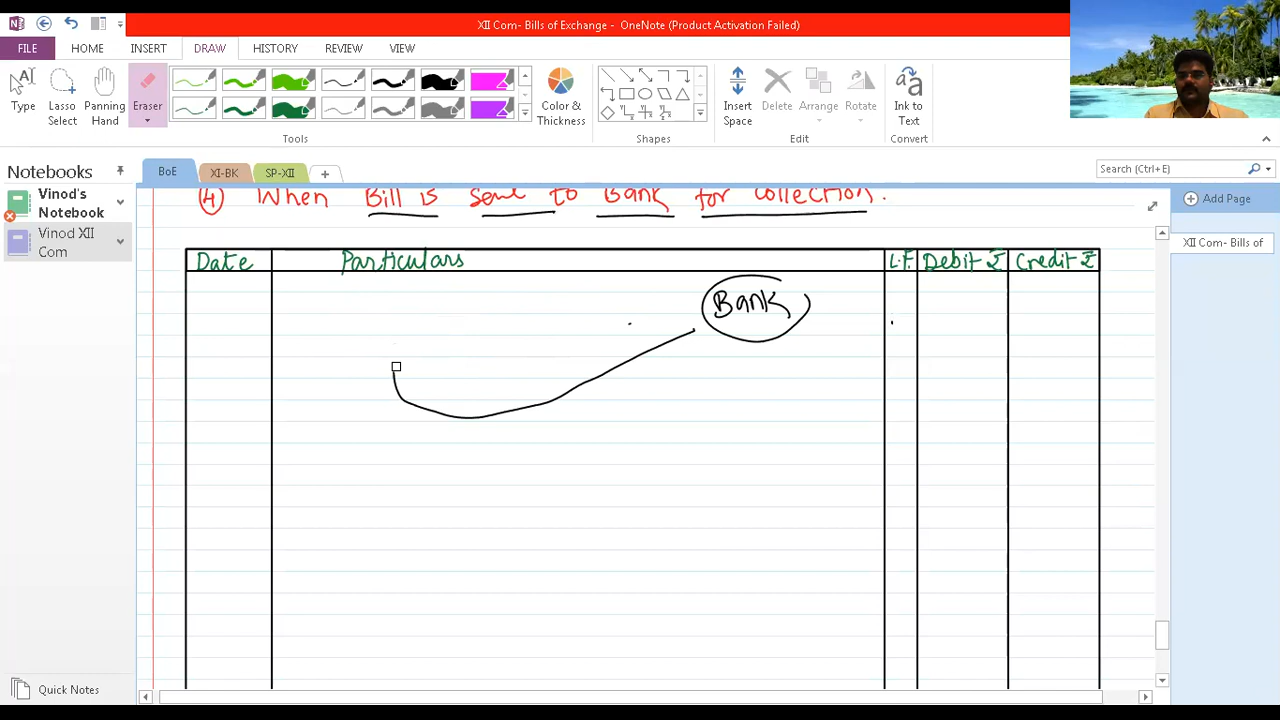 XII Com- Bills of Exchange - OneNote (Product Activation Failed)
FILE HOME INSERT DRAW HISTORY REVIEW VIEW
Type Lasso Select Panning Hand Eraser Color & Thickness Insert Space Delete Arrange Rotate Ink to Text
Tools Shapes Edit Convert
Notebooks
BoE XI-BK SP-XII
Search (Ctrl+E)
Vinod's Notebook
Vinod XII Com
Add Page
XII Com- Bills of
(4) When Bill is sent to Bank for collection.
Date Particulars L.F. Debit ₹ Credit ₹
Bank
Quick Notes